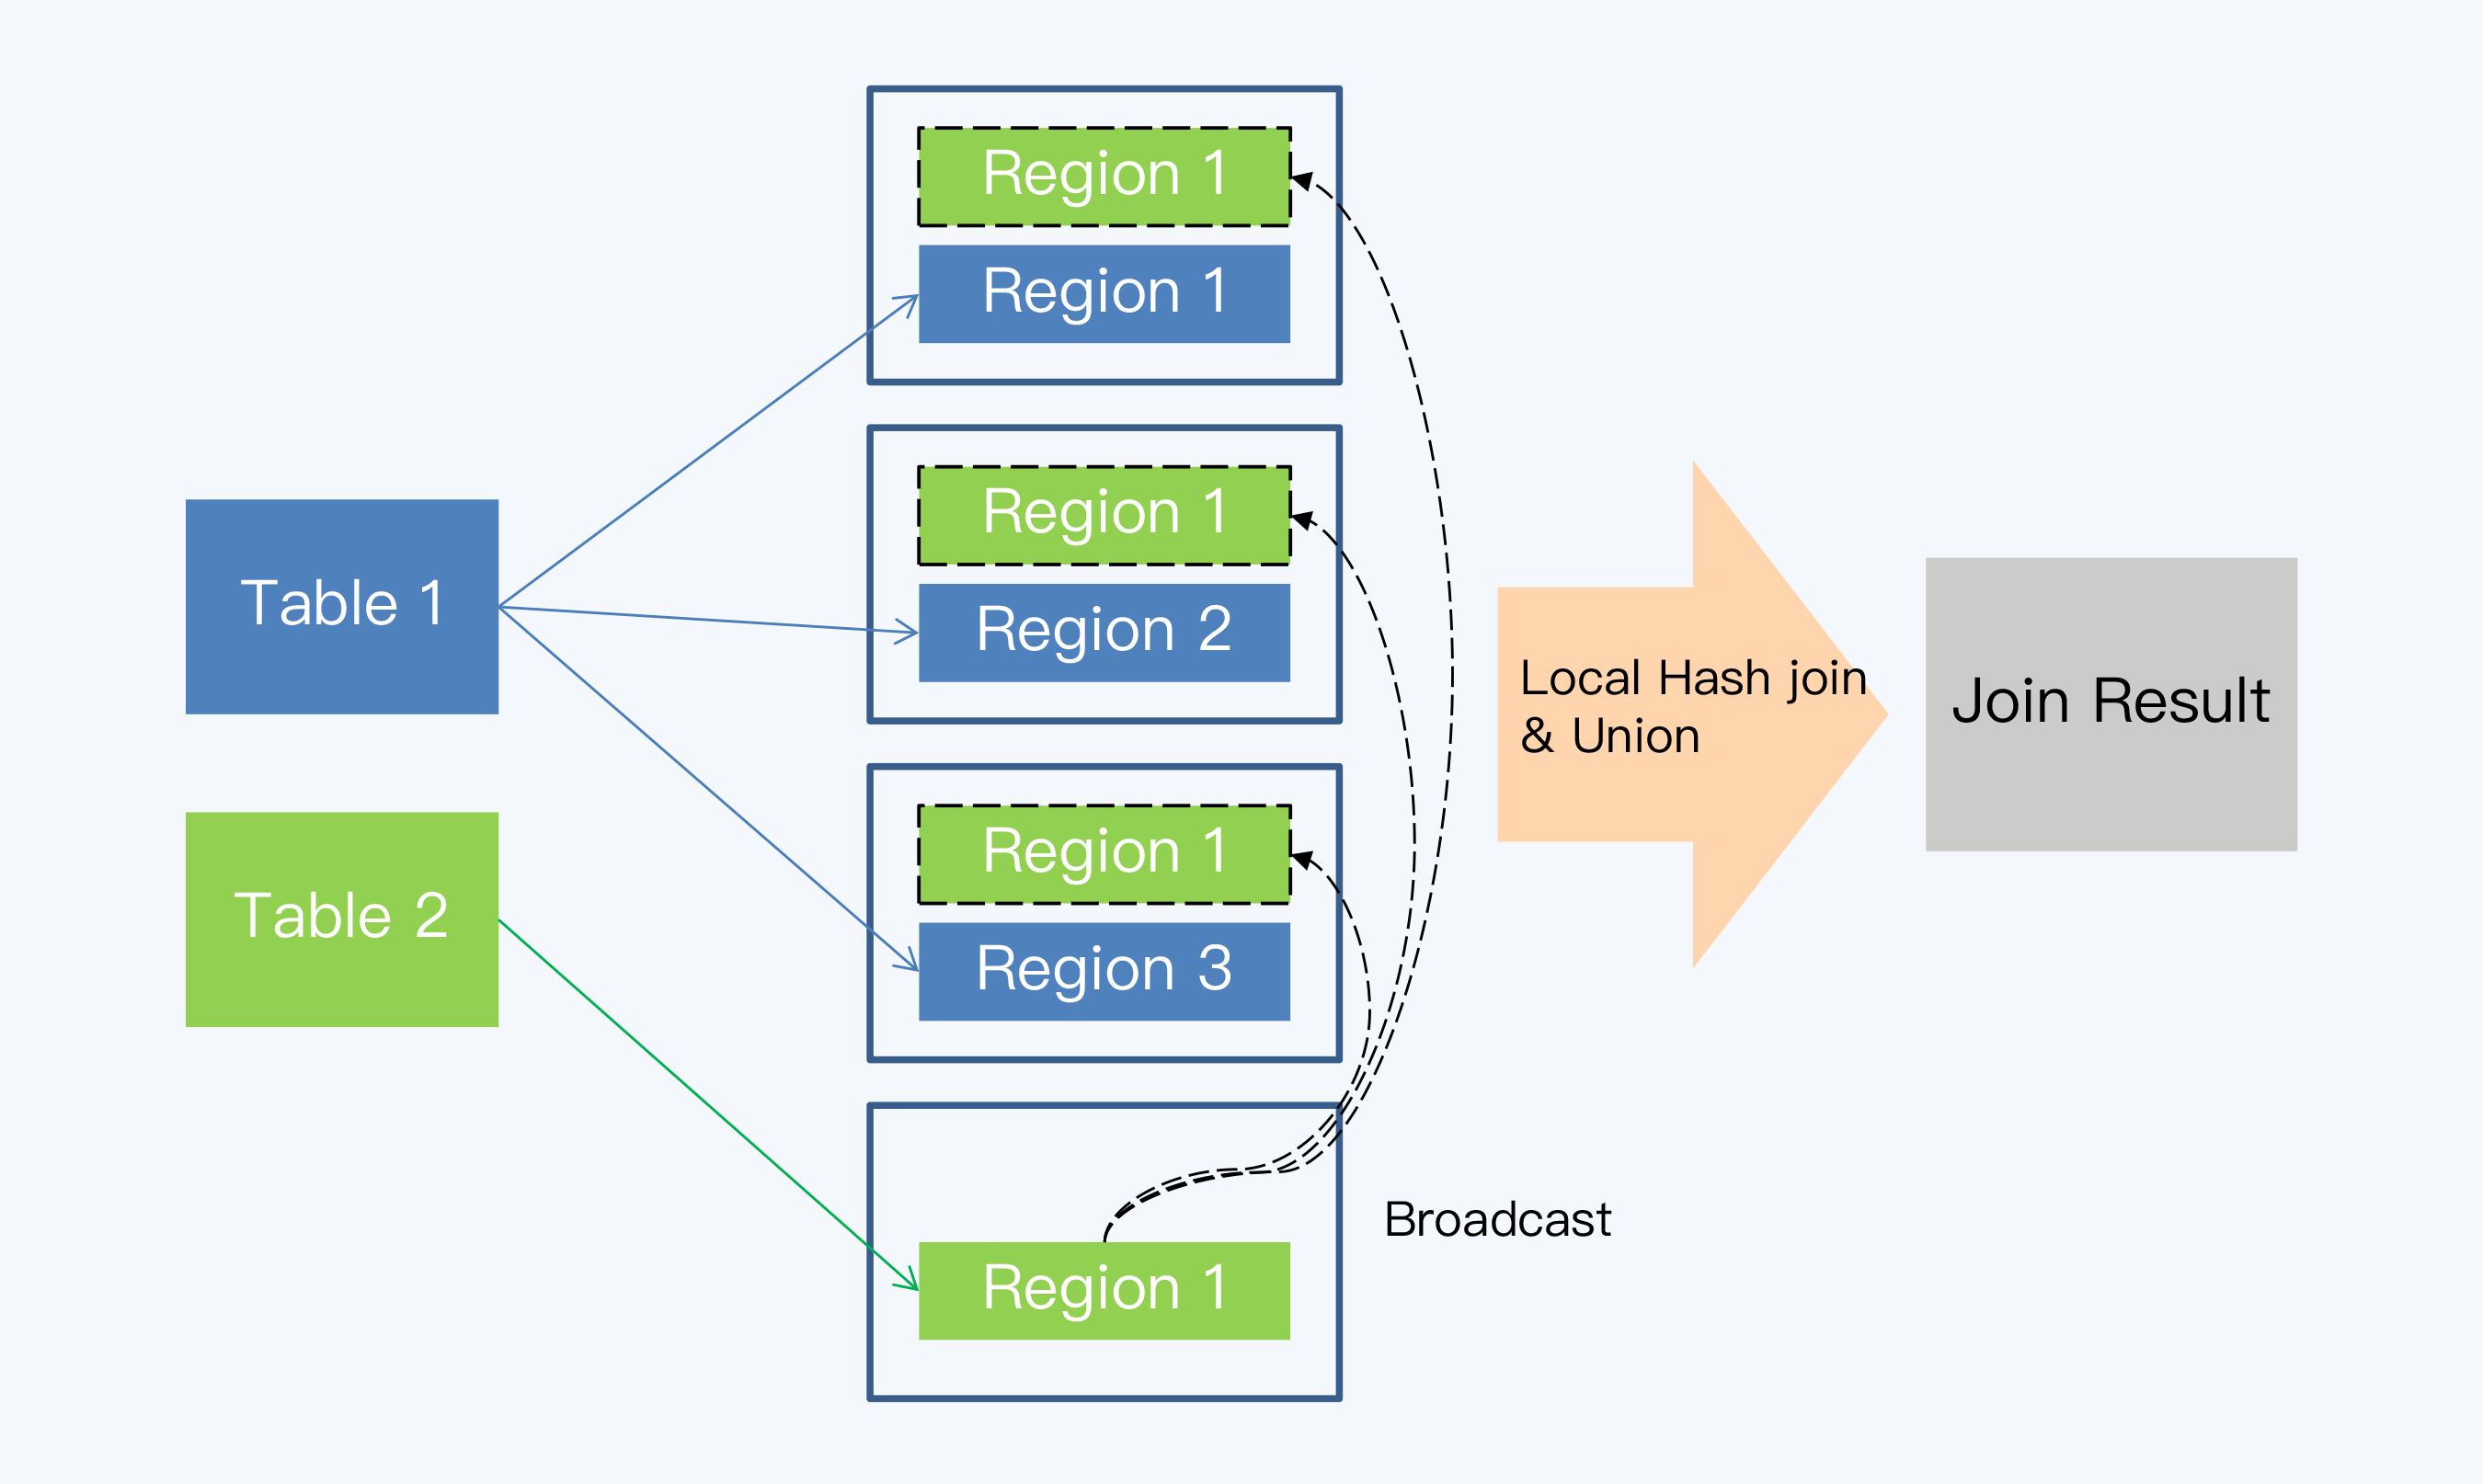 Table 1
Table 2
Region 1
Region 1
Region 1
Region 2
Region 1
Region 3
Region 1
Broadcast
Local Hash join
& Union
Join Result